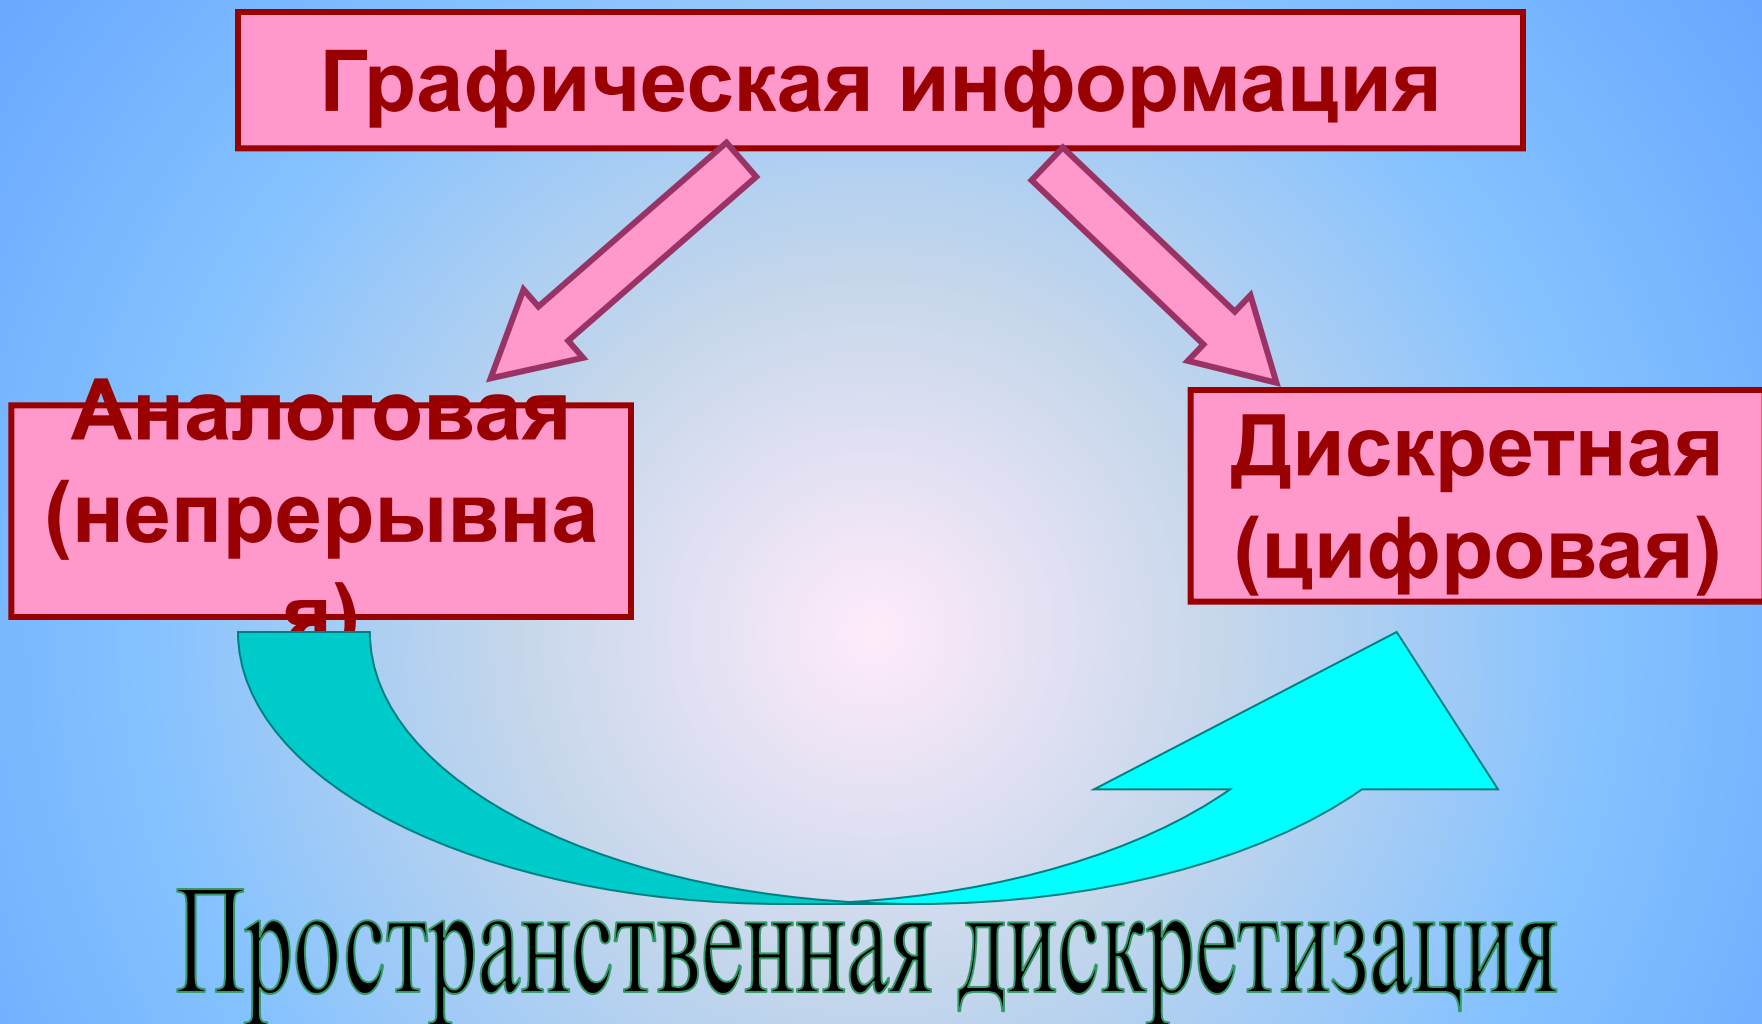 Графическая информация
Аналоговая
(непрерывна
я)
Дискретная
(цифровая)
Пространственная дискретизация